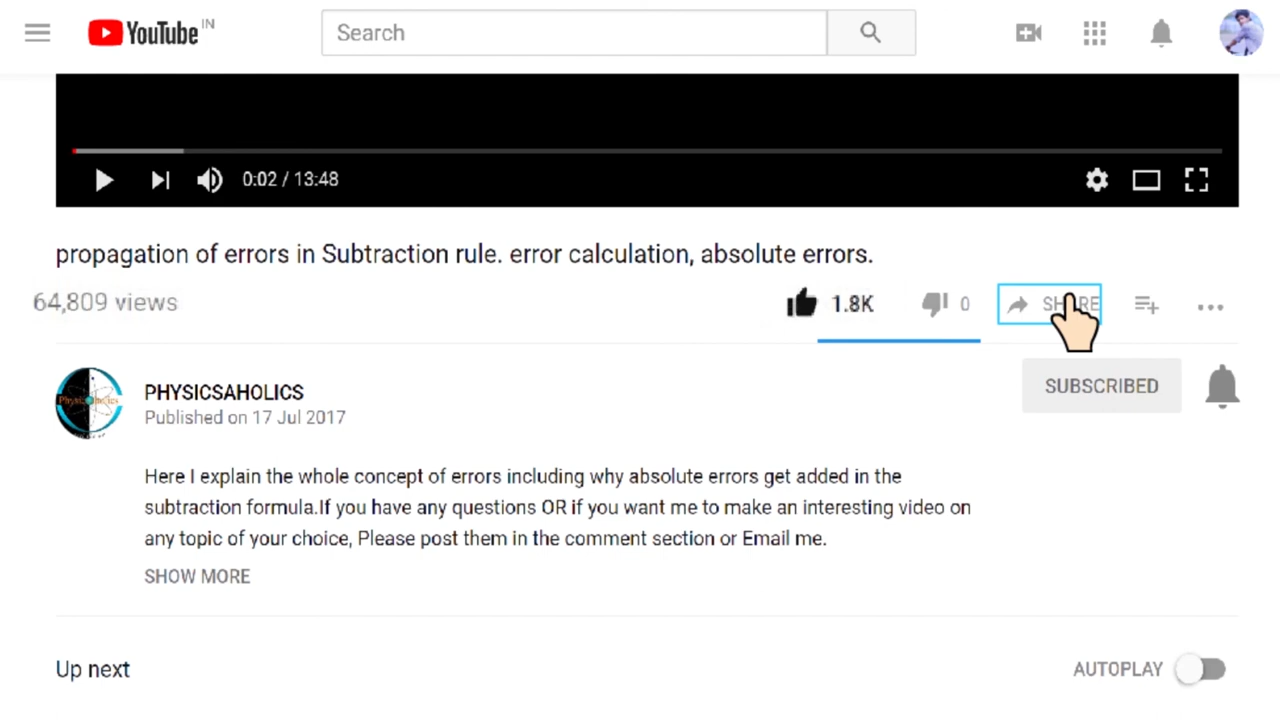 YouTube IN
Search
0:02 / 13:48
propagation of errors in Subtraction rule. error calculation, absolute errors.
64,809 views 1.8K 0 SHARE
PHYSICSAHOLICS SUBSCRIBED
Published on 17 Jul 2017
Here I explain the whole concept of errors including why absolute errors get added in the
subtraction formula.If you have any questions OR if you want me to make an interesting video on
any topic of your choice, Please post them in the comment section or Email me.
SHOW MORE
Up next AUTOPLAY